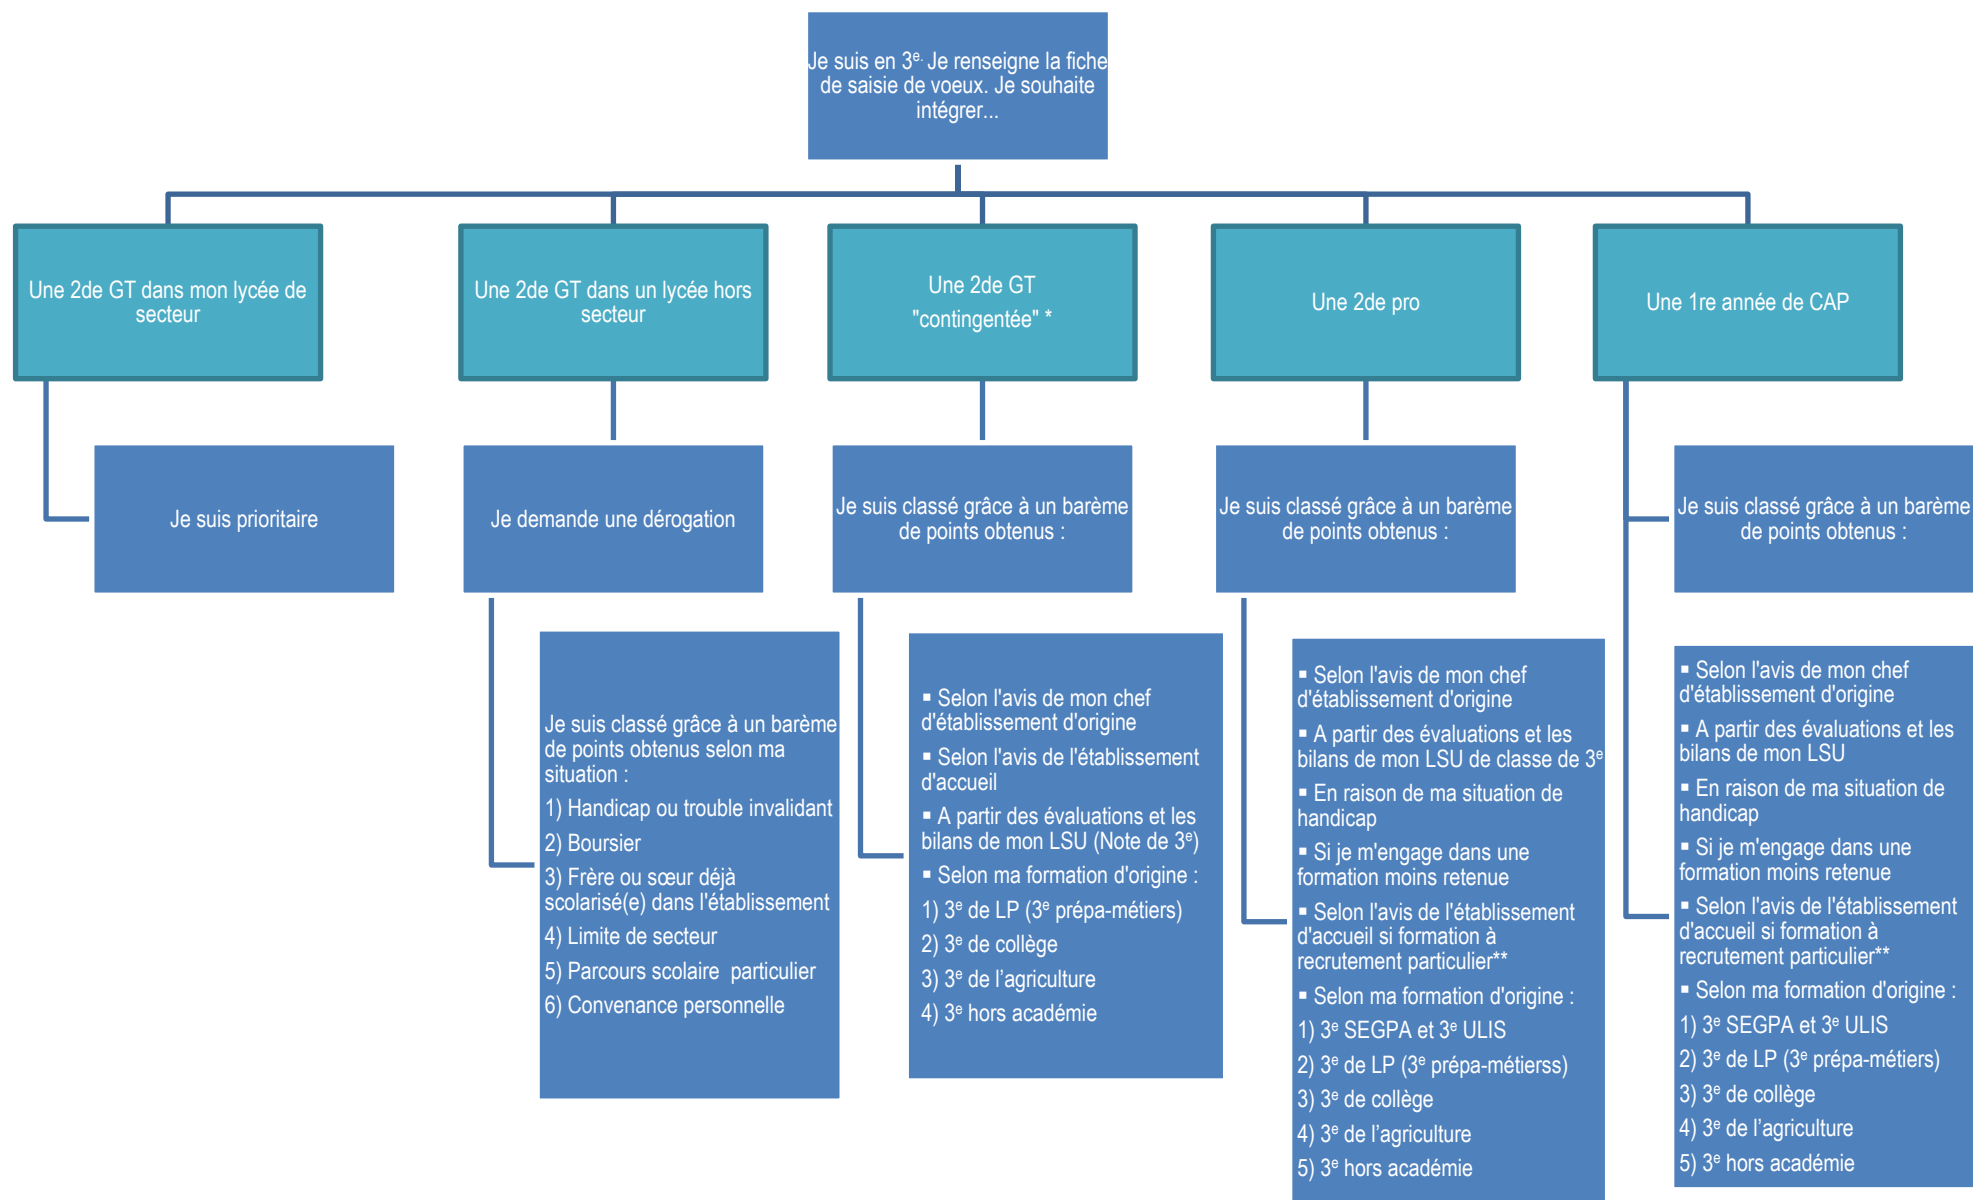 Je suis en 3e. Je renseigne la fiche
de saisie de voeux. Je souhaite
intégrer...
Une 2de GT dans mon lycée de
secteur
Une 2de GT dans un lycée hors
secteur
Une 2de GT
"contingentée" *
Une 2de pro
Une 1re année de CAP
Je suis prioritaire
Je demande une dérogation
Je suis classé grâce à un barème
de points obtenus :
Je suis classé grâce à un barème
de points obtenus :
Je suis classé grâce à un barème
de points obtenus :
Je suis classé grâce à un barème
de points obtenus selon ma
situation :
1) Handicap ou trouble invalidant
2) Boursier
3) Frère ou sœur déjà
scolarisé(e) dans l'établissement
4) Limite de secteur
5) Parcours scolaire particulier
6) Convenance personnelle
▪ Selon l'avis de mon chef
d'établissement d'origine
▪ Selon l'avis de l'établissement
d'accueil
▪ A partir des évaluations et les
bilans de mon LSU (Note de 3e)
▪ Selon ma formation d'origine :
1) 3e de LP (3e prépa-métiers)
2) 3e de collège
3) 3e de l’agriculture
4) 3e hors académie
▪ Selon l'avis de mon chef
d'établissement d'origine
▪ A partir des évaluations et les
bilans de mon LSU de classe de 3e
▪ En raison de ma situation de
handicap
▪ Si je m'engage dans une
formation moins retenue
▪ Selon l'avis de l'établissement
d'accueil si formation à
recrutement particulier**
▪ Selon ma formation d'origine :
1) 3e SEGPA et 3e ULIS
2) 3e de LP (3e prépa-métierss)
3) 3e de collège
4) 3e de l’agriculture
5) 3e hors académie
▪ Selon l'avis de mon chef
d'établissement d'origine
▪ A partir des évaluations et les
bilans de mon LSU
▪ En raison de ma situation de
handicap
▪ Si je m'engage dans une
formation moins retenue
▪ Selon l'avis de l'établissement
d'accueil si formation à
recrutement particulier**
▪ Selon ma formation d'origine :
1) 3e SEGPA et 3e ULIS
2) 3e de LP (3e prépa-métiers)
3) 3e de collège
4) 3e de l’agriculture
5) 3e hors académie